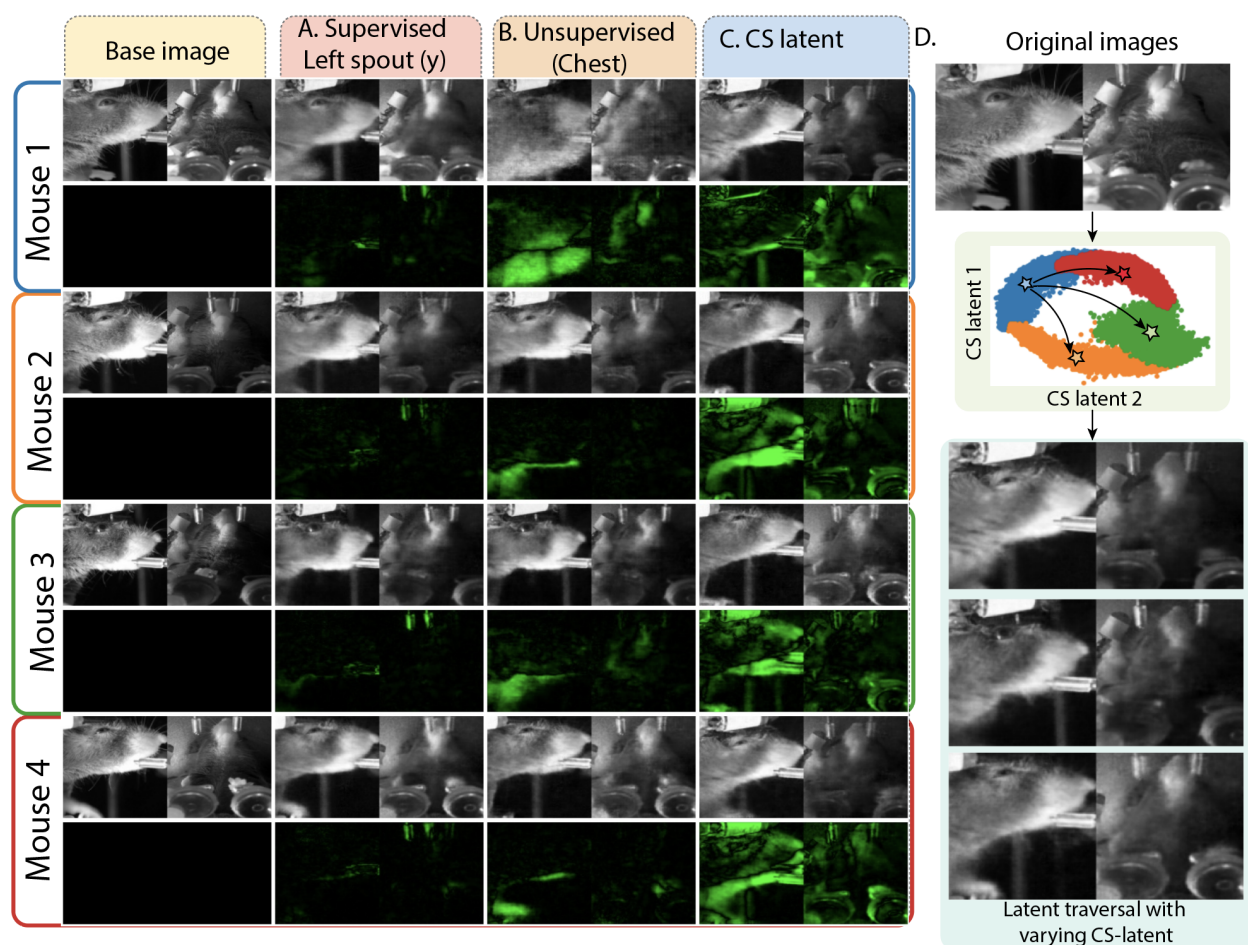 Base image
A. Supervised
Left spout (y)
B. Unsupervised
(Chest)
C. CS latent
D.
Original images
Mouse 1
Mouse 2
Mouse 3
Mouse 4
CS latent 1
CS latent 2
Latent traversal with
varying CS-latent